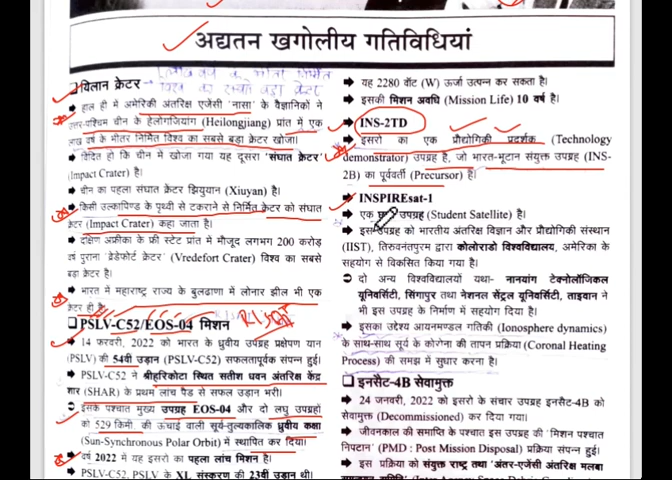 अद्यतन खगोलीय गतिविधियां
यिलान क्रेटर
हाल ही में अमेरिकी अंतरिक्ष एजेंसी 'नासा' के वैज्ञानिकों ने
उत्तर-पश्चिम चीन के हेलोंगजियांग (Heilongjiang) प्रांत में एक
लाख वर्ष के भीतर निर्मित विश्व का सबसे बड़ा क्रेटर खोजा।
विदित हो कि चीन में खोजा गया यह दूसरा 'संघात क्रेटर'
(Impact Crater) है।
चीन का पहला संघात क्रेटर झियुयान (Xiuyan) है।
किसी उल्कापिण्ड के पृथ्वी से टकराने से निर्मित क्रेटर को संघात
क्रेटर (Impact Crater) कहा जाता है।
दक्षिण अफ्रीका के फ्री स्टेट प्रांत में मौजूद लगभग 200 करोड़
वर्ष पुराना 'व्रेडेफोर्ट क्रेटर' (Vredefort Crater) विश्व का सबसे
बड़ा क्रेटर है।
भारत में महाराष्ट्र राज्य के बुलढाणा में लोनार झील भी एक
क्रेटर ही है।
PSLV-C52/EOS-04 मिशन
14 फरवरी, 2022 को भारत के ध्रुवीय उपग्रह प्रक्षेपण यान
(PSLV) की 54वीं उड़ान (PSLV-C52) सफलतापूर्वक संपन्न हुई।
PSLV-C52 ने श्रीहरिकोटा स्थित सतीश धवन अंतरिक्ष केंद्र
शार (SHAR) के प्रथम लांच पैड से सफल उड़ान भरी।
इसके पश्चात मुख्य उपग्रह EOS-04 और दो लघु उपग्रहों
को 529 किमी. की ऊंचाई वाली सूर्य-तुल्यकालिक ध्रुवीय कक्षा
(Sun-Synchronous Polar Orbit) में स्थापित कर दिया।
वर्ष 2022 में यह इसरो का पहला लांच मिशन है।
PSLV-C52, PSLV के XL संस्करण की 23वीं उड़ान थी।
यह 2280 वॉट (W) ऊर्जा उत्पन्न कर सकता है।
इसकी मिशन अवधि (Mission Life) 10 वर्ष है।
INS-2TD
इसरो का एक प्रौद्योगिकी प्रदर्शक (Technology
demonstrator) उपग्रह है, जो भारत-भूटान संयुक्त उपग्रह (INS-
2B) का पूर्ववर्ती (Precursor) है।
INSPIREsat-1
एक उपग्रह (Student Satellite) है।
इस उपग्रह को भारतीय अंतरिक्ष विज्ञान और प्रौद्योगिकी संस्थान
(IIST), तिरुवनंतपुरम द्वारा कोलोराडो विश्वविद्यालय, अमेरिका के
सहयोग से विकसित किया गया है।
दो अन्य विश्वविद्यालयों यथा- नानयांग टेक्नोलॉजिकल
यूनिवर्सिटी, सिंगापुर तथा नेशनल सेंट्रल यूनिवर्सिटी, ताइवान ने
भी इस उपग्रह के निर्माण में सहयोग दिया है।
इसका उद्देश्य आयनमण्डल गतिकी (Ionosphere dynamics)
के साथ-साथ सूर्य के कोरोना की तापन प्रक्रिया (Coronal Heating
Process) की समझ में सुधार करना है।
इनसैट-4B सेवामुक्त
24 जनवरी, 2022 को इसरो के संचार उपग्रह इनसैट-4B को
सेवामुक्त (Decommissioned) कर दिया गया।
जीवनकाल की समाप्ति के पश्चात इस उपग्रह की 'मिशन पश्चात
निपटान' (PMD : Post Mission Disposal) प्रक्रिया संपन्न हुई।
इस प्रक्रिया को संयुक्त राष्ट्र तथा 'अंतर-एजेंसी अंतरिक्ष मलबा